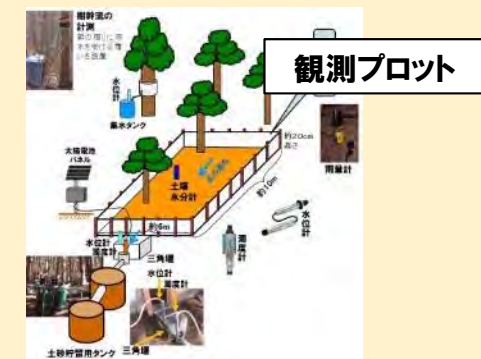 樹幹流の
計測
観測プロット
水位計
集水タンク
太陽電池
パネル
土壌
水分計
約20cm
高さ
雨量計
約10m
約6m
水位計
濁度計
三角堰
水位計
濁度計
水位計
濁度計
土砂貯留用タンク
三角堰